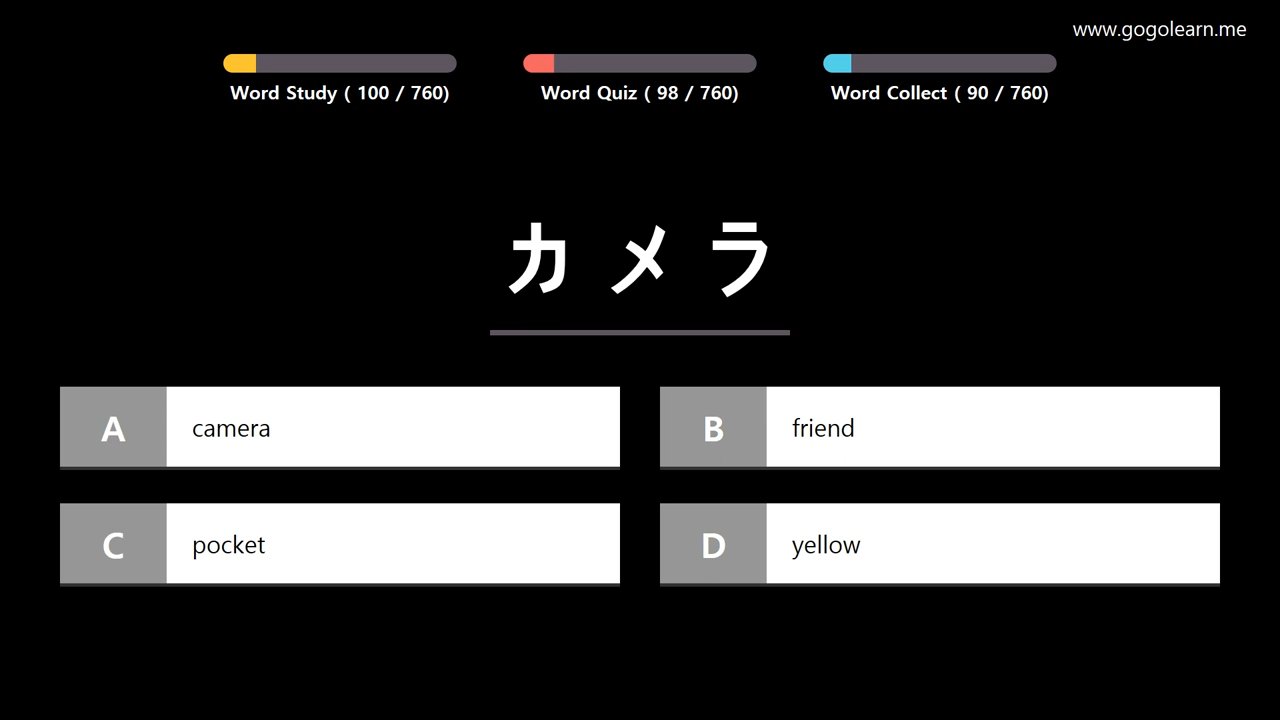 www.gogolearn.me
Word Study ( 100 / 760)
Word Quiz ( 98 / 760)
Word Collect ( 90 / 760)
カメラ
A camera
B friend
C pocket
D yellow